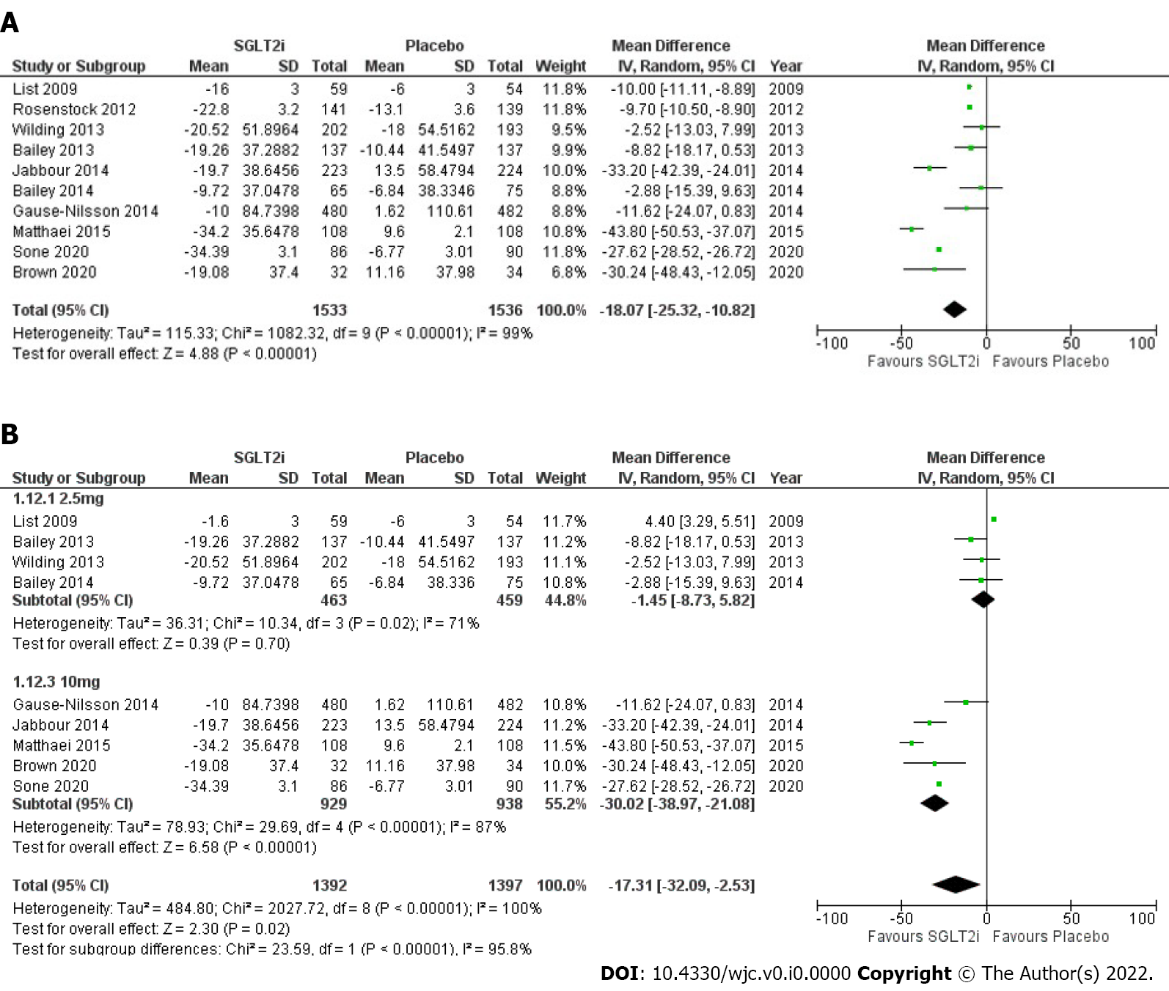 A
SGLT2i Placebo Mean Difference Mean Difference
Study or Subgroup Mean SD Total Mean SD Total Weight IV, Random, 95% CI Year IV, Random, 95% CI
List 2009 -16 3 59 -6 3 54 11.8% -10.00 [-11.11, -8.89] 2009
Rosenstock 2012 -22.8 3.2 141 -13.1 3.6 139 11.8% -9.70 [-10.50, -8.90] 2012
Wilding 2013 -20.52 51.8964 202 -18 54.5162 193 9.5% -2.52 [-13.03, 7.99] 2013
Bailey 2013 -19.26 37.2882 137 -10.44 41.5497 137 9.9% -8.82 [-18.17, 0.53] 2013
Jabbour 2014 -19.7 38.6456 223 13.5 58.4794 224 10.0% -33.20 [-42.39, -24.01] 2014
Bailey 2014 -9.72 37.0478 65 -6.84 38.3346 75 8.8% -2.88 [-15.39, 9.63] 2014
Gause-Nilsson 2014 -10 84.7398 480 1.62 110.61 482 8.8% -11.62 [-24.07, 0.83] 2014
Matthaei 2015 -34.2 35.6478 108 9.6 2.1 108 10.8% -43.80 [-50.53, -37.07] 2015
Sone 2020 -34.39 3.1 86 -6.77 3.01 90 11.8% -27.62 [-28.52, -26.72] 2020
Brown 2020 -19.08 37.4 32 11.16 37.98 34 6.8% -30.24 [-48.43, -12.05] 2020
Total (95% CI) 1533 1536 100.0% -18.07 [-25.32, -10.82]
Heterogeneity: Tau² = 115.33; Chi² = 1082.32, df = 9 (P < 0.00001); I² = 99%
Test for overall effect: Z = 4.88 (P < 0.00001)
-100 -50 0 50 100
Favours SGLT2i Favours Placebo
B
SGLT2i Placebo Mean Difference Mean Difference
Study or Subgroup Mean SD Total Mean SD Total Weight IV, Random, 95% CI Year IV, Random, 95% CI
1.12.1 2.5mg
List 2009 -1.6 3 59 -6 3 54 11.7% 4.40 [3.29, 5.51] 2009
Bailey 2013 -19.26 37.2882 137 -10.44 41.5497 137 11.2% -8.82 [-18.17, 0.53] 2013
Wilding 2013 -20.52 51.8964 202 -18 54.5162 193 11.1% -2.52 [-13.03, 7.99] 2013
Bailey 2014 -9.72 37.0478 65 -6.84 38.336 75 10.8% -2.88 [-15.39, 9.63] 2014
Subtotal (95% CI) 463 459 44.8% -1.45 [-8.73, 5.82]
Heterogeneity: Tau² = 36.31; Chi² = 10.34, df = 3 (P = 0.02); I² = 71%
Test for overall effect: Z = 0.39 (P = 0.70)
1.12.3 10mg
Gause-Nilsson 2014 -10 84.7398 480 1.62 110.61 482 10.8% -11.62 [-24.07, 0.83] 2014
Jabbour 2014 -19.7 38.6456 223 13.5 58.4794 224 11.2% -33.20 [-42.39, -24.01] 2014
Matthaei 2015 -34.2 35.6478 108 9.6 2.1 108 11.5% -43.80 [-50.53, -37.07] 2015
Brown 2020 -19.08 37.4 32 11.16 37.98 34 10.0% -30.24 [-48.43, -12.05] 2020
Sone 2020 -34.39 3.1 86 -6.77 3.01 90 11.7% -27.62 [-28.52, -26.72] 2020
Subtotal (95% CI) 929 938 55.2% -30.02 [-38.97, -21.08]
Heterogeneity: Tau² = 78.93; Chi² = 29.69, df = 4 (P < 0.00001); I² = 87%
Test for overall effect: Z = 6.58 (P < 0.00001)
Total (95% CI) 1392 1397 100.0% -17.31 [-32.09, -2.53]
Heterogeneity: Tau² = 484.80; Chi² = 2027.72, df = 8 (P < 0.00001); I² = 100%
Test for overall effect: Z = 2.30 (P = 0.02)
Test for subgroup differences: Chi² = 23.59, df = 1 (P < 0.00001), I² = 95.8%
-100 -50 0 50 100
Favours SGLT2i Favours Placebo
DOI: 10.4330/wjc.v0.i0.0000 Copyright © The Author(s) 2022.